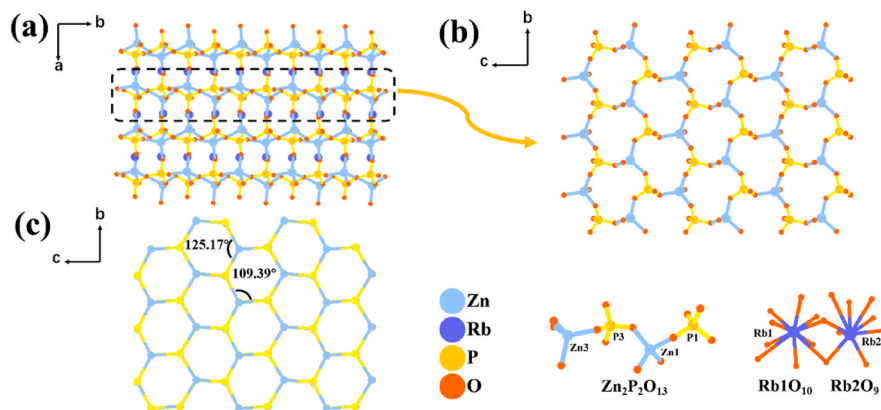 (a)
b
a
(b)
b
c
(c)
b
c
125.17°
109.39°
Zn
Rb
P
O
Zn3
P3
Zn1
P1
Zn₂P₂O₁₃
Rb1
Rb2
Rb1O₁₀
Rb2O₉